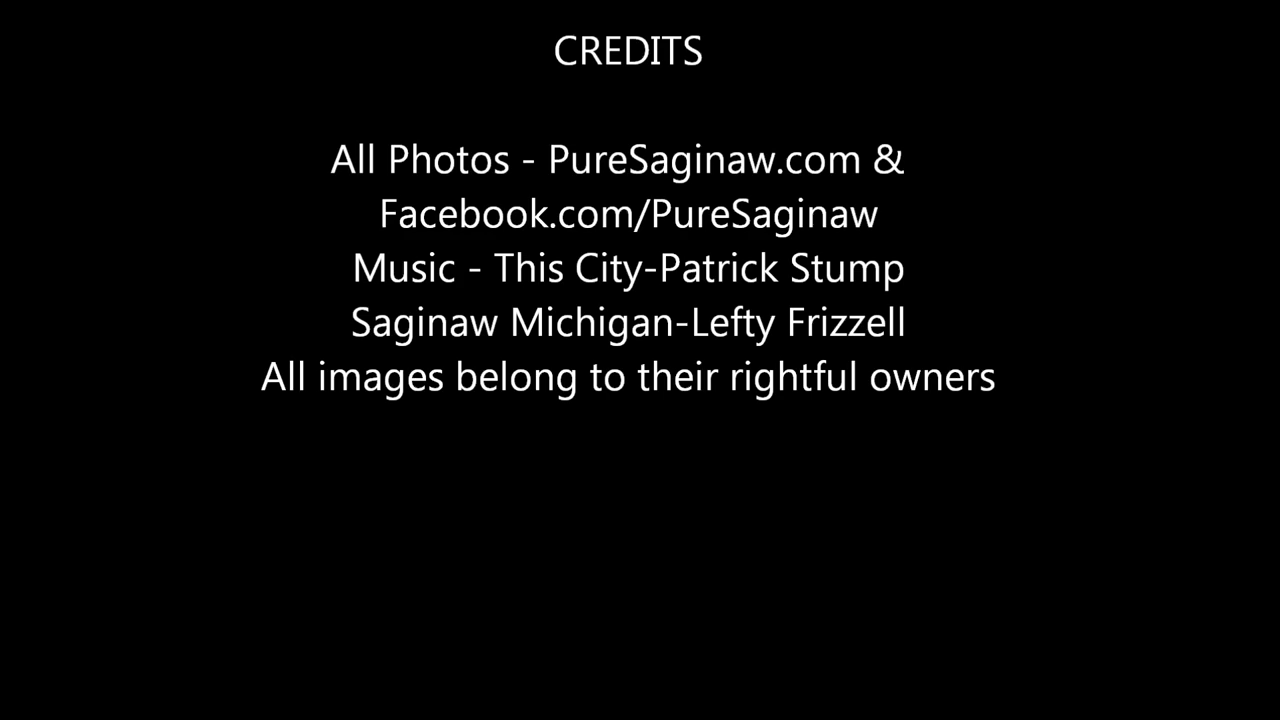 CREDITS
All Photos - PureSaginaw.com &
Facebook.com/PureSaginaw
Music - This City-Patrick Stump
Saginaw Michigan-Lefty Frizzell
All images belong to their rightful owners